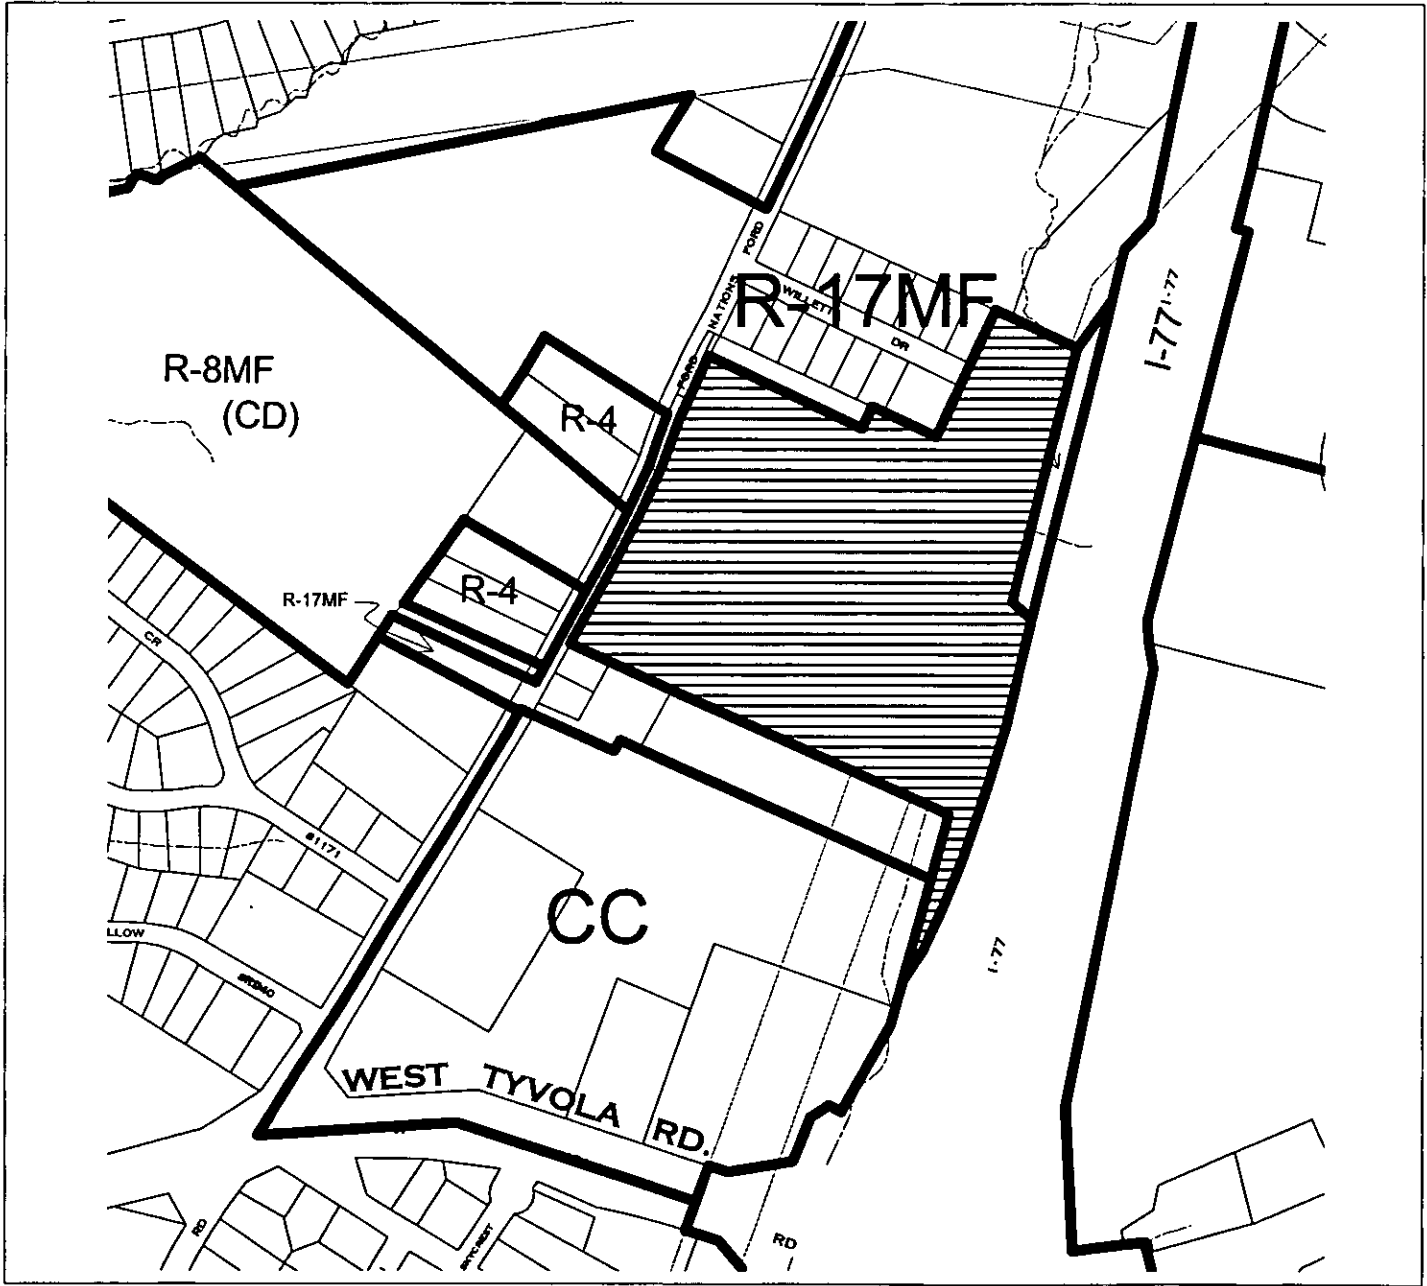 FORD
NATIONS
FORD
R-17MF
WILLETT
DR
I-77
I-77
R-8MF
(CD)
R-4
R-4
R-17MF
CR
#1171
CC
LLOW
I-77
WEST TYVOLA RD.
RD
RD